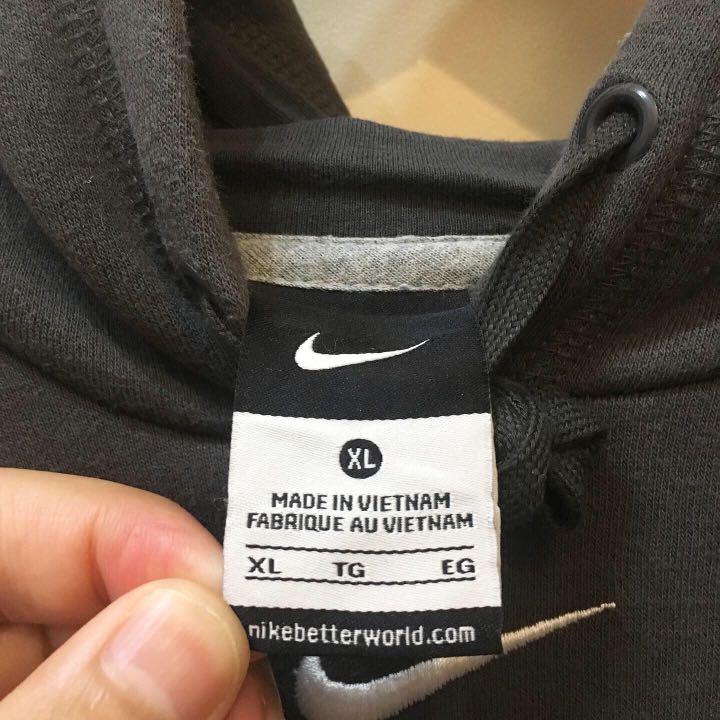 XL
MADE IN VIETNAM
FABRIQUE AU VIETNAM
XL TG EG
nikebetterworld.com